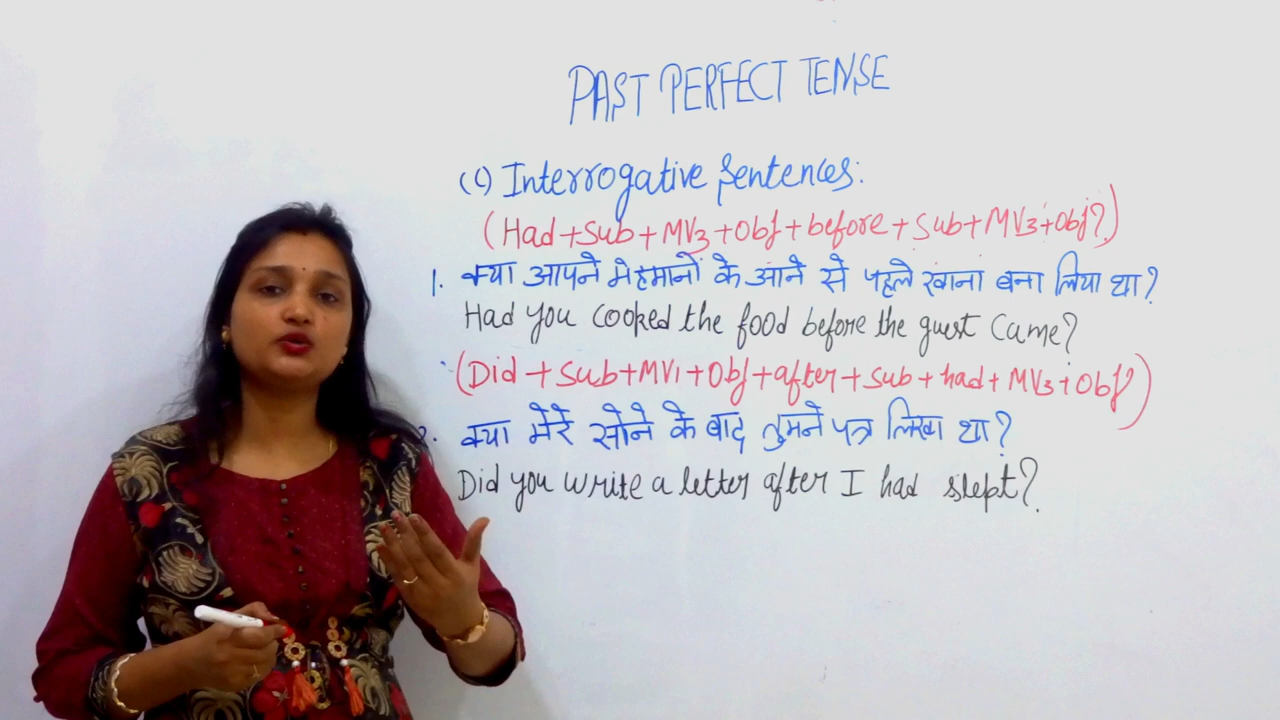 PAST PERFECT TENSE
(C) Interrogative Sentences:
(Had+Sub+MV3+Obj+before+Sub+MV3+Obj?)
1. क्या आपने मेहमानों के आने से पहले खाना बना लिया था?
Had you cooked the food before the guest came?
(Did+Sub+MV1+Obj+after+Sub+had+MV3+Obj?)
2. क्या मेरे सोने के बाद तुमने पत्र लिखा था?
Did you write a letter after I had slept?